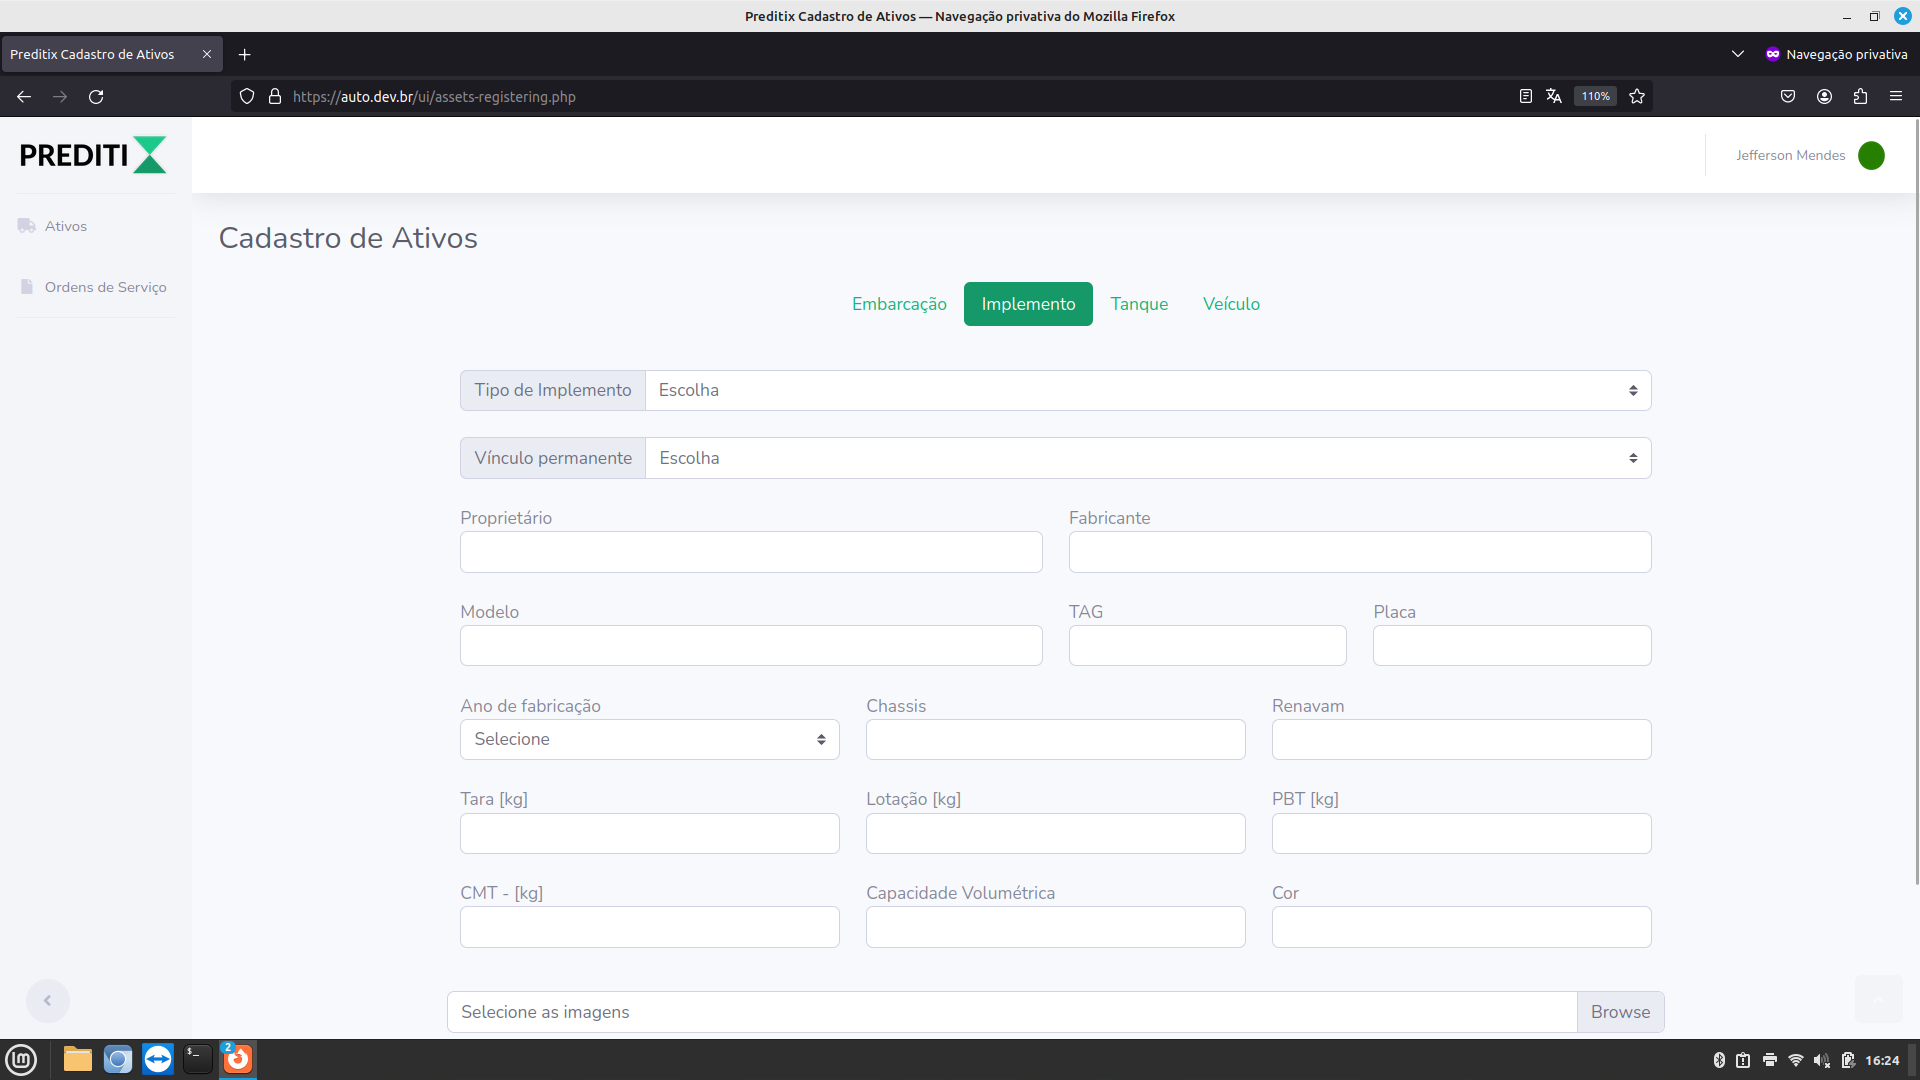 Preditix Cadastro de Ativos — Navegação privativa do Mozilla Firefox
Preditix Cadastro de Ativos
Navegação privativa
https://auto.dev.br/ui/assets-registering.php
110%
PREDITI
Jefferson Mendes
Ativos
Ordens de Serviço
Cadastro de Ativos
Embarcação Implemento Tanque Veículo
Tipo de Implemento Escolha
Vínculo permanente Escolha
Proprietário Fabricante
Modelo TAG Placa
Ano de fabricação Chassis Renavam
Selecione
Tara [kg] Lotação [kg] PBT [kg]
CMT - [kg] Capacidade Volumétrica Cor
Selecione as imagens Browse
2
16:24